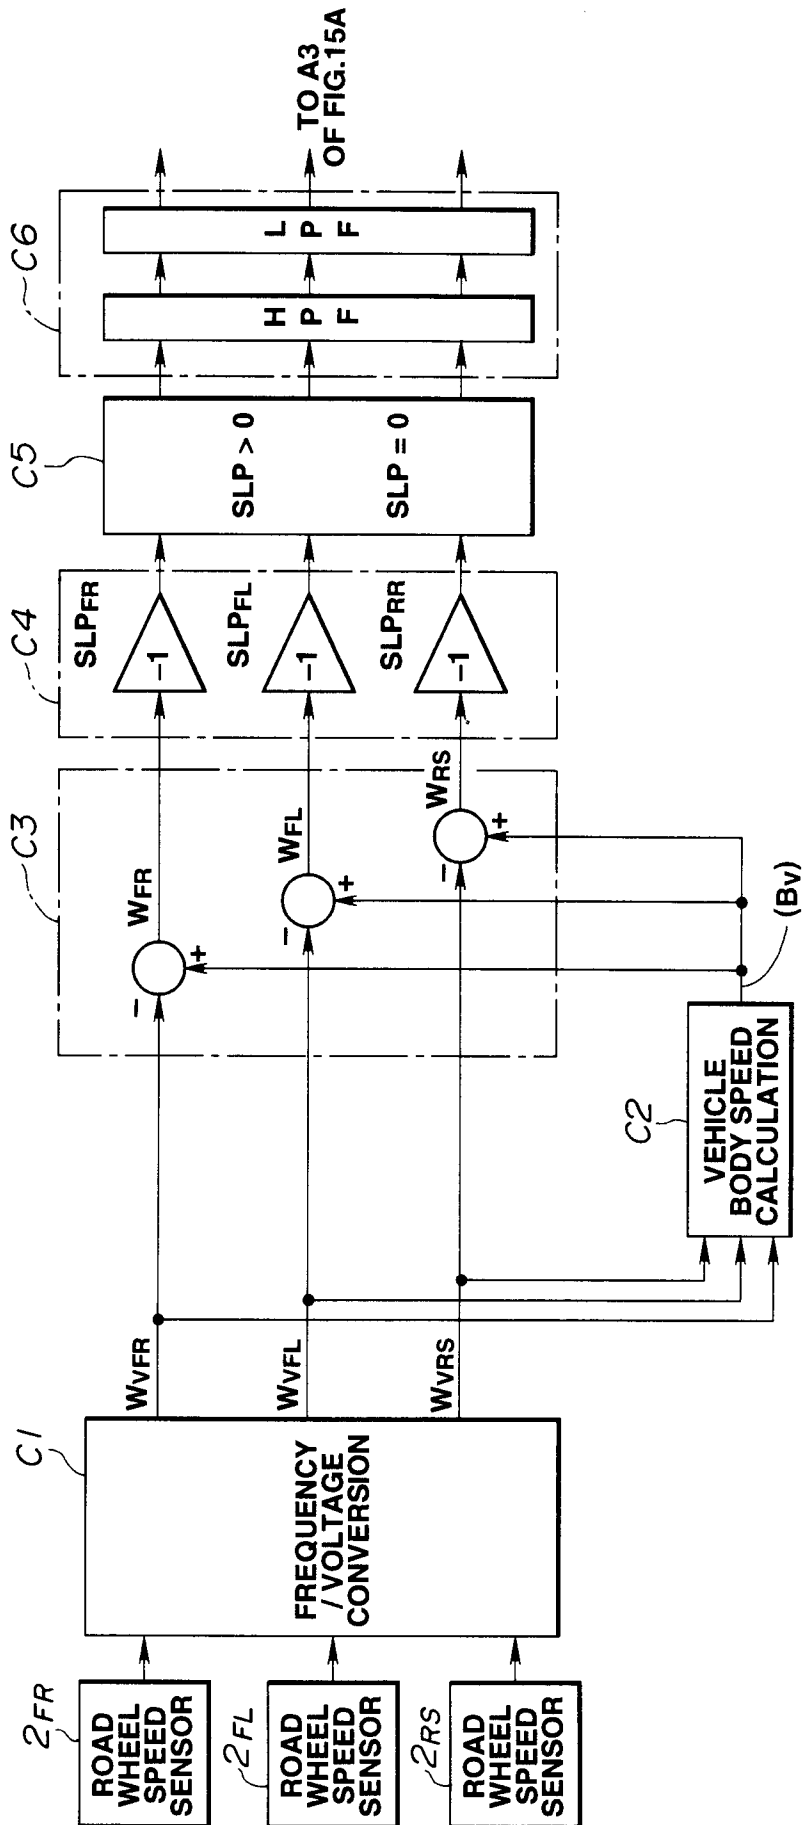 2FR
ROAD
WHEEL
SPEED
SENSOR
2FL
ROAD
WHEEL
SPEED
SENSOR
2RS
ROAD
WHEEL
SPEED
SENSOR
C1
FREQUENCY
/ VOLTAGE
CONVERSION
WVFR
WVFL
WVRS
C2
VEHICLE
BODY SPEED
CALCULATION
(Bv)
C3
−
+
WFR
−
+
WFL
−
+
WRS
C4
SLPFR
−1
SLPFL
−1
SLPRR
−1
C5
SLP > 0
SLP = 0
C6
H
P
F
L
P
F
TO A3
OF FIG.15A